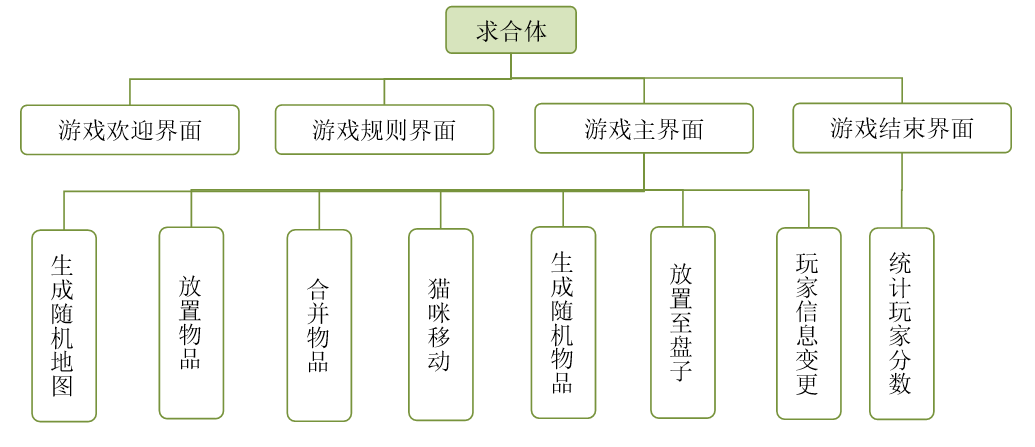 求合体
游戏欢迎界面
游戏规则界面
游戏主界面
游戏结束界面
生成随机地图
放置物品
合并物品
猫咪移动
生成随机物品
放置至盘子
玩家信息变更
统计玩家分数